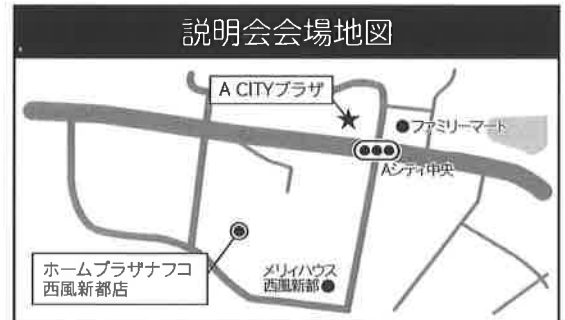 説明会会場地図
A CITYプラザ
ファミリーマート
Aシティ中央
ホームプラザナフコ
西風新都店
メリィハウス
西風新都